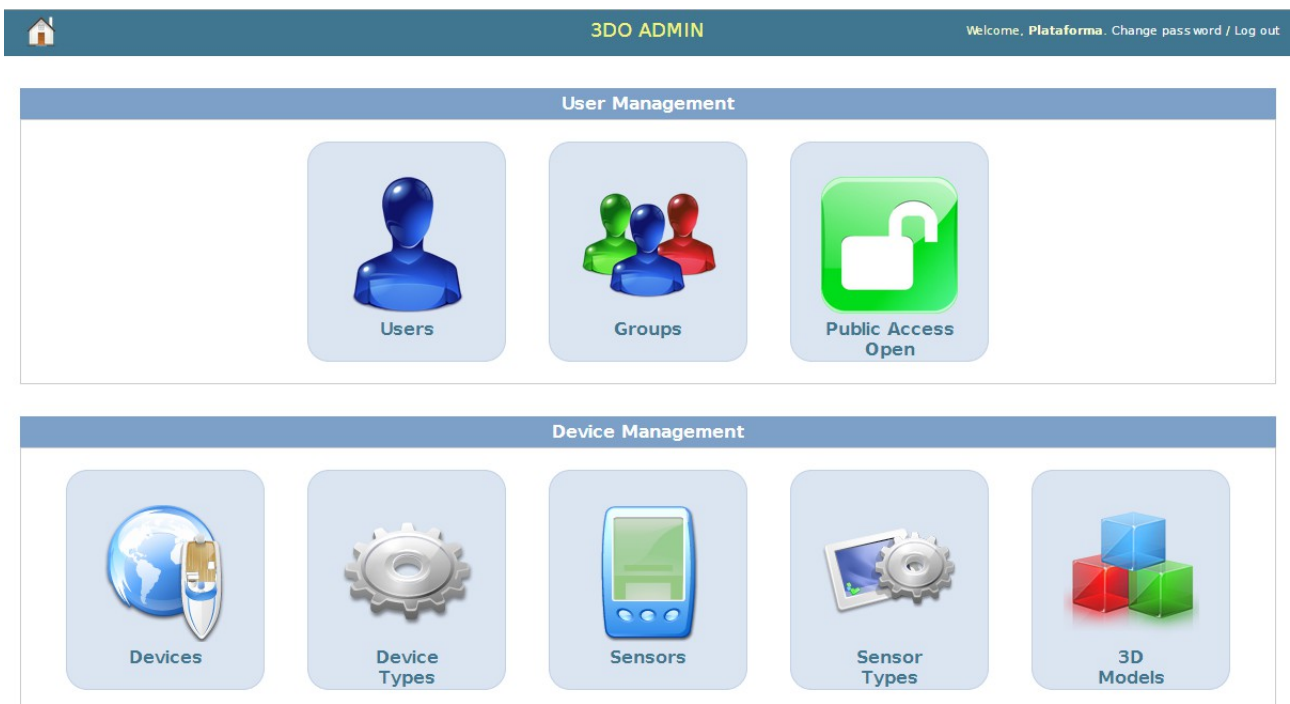 3DO ADMIN
Welcome, Plataforma. Change password / Log out
User Management
Users
Groups
Public Access
Open
Device Management
Devices
Device
Types
Sensors
Sensor
Types
3D
Models